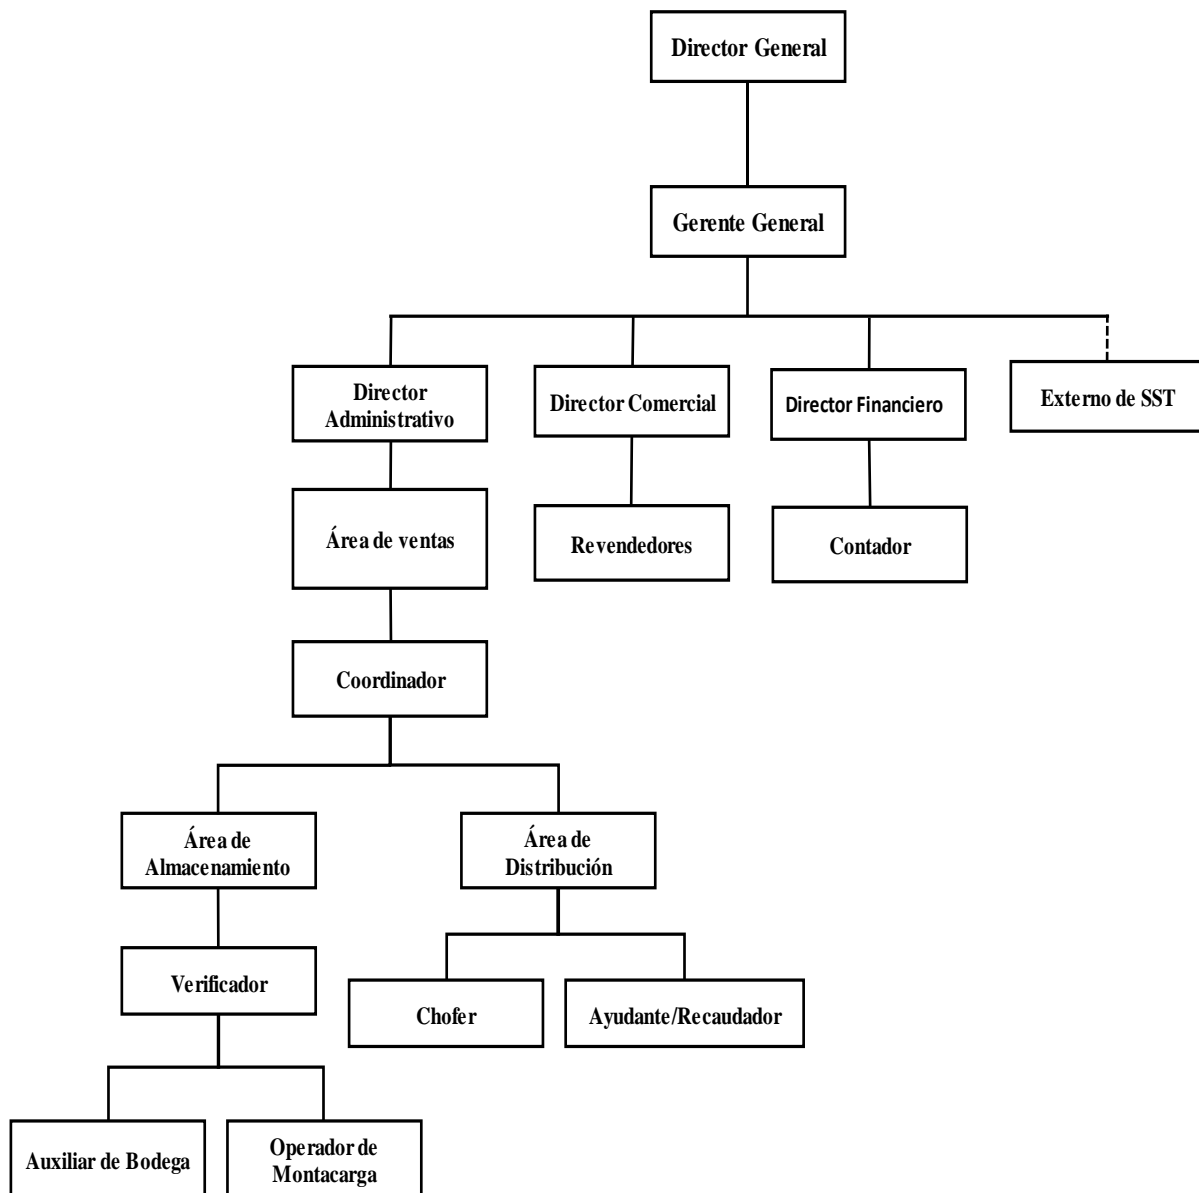 Director General
Gerente General
Director
Administrativo
Director Comercial
Director Financiero
Externo de SST
Área de ventas
Revendedores
Contador
Coordinador
Área de
Almacenamiento
Área de
Distribución
Verificador
Chofer
Ayudante/Recaudador
Auxiliar de Bodega
Operador de
Montacarga